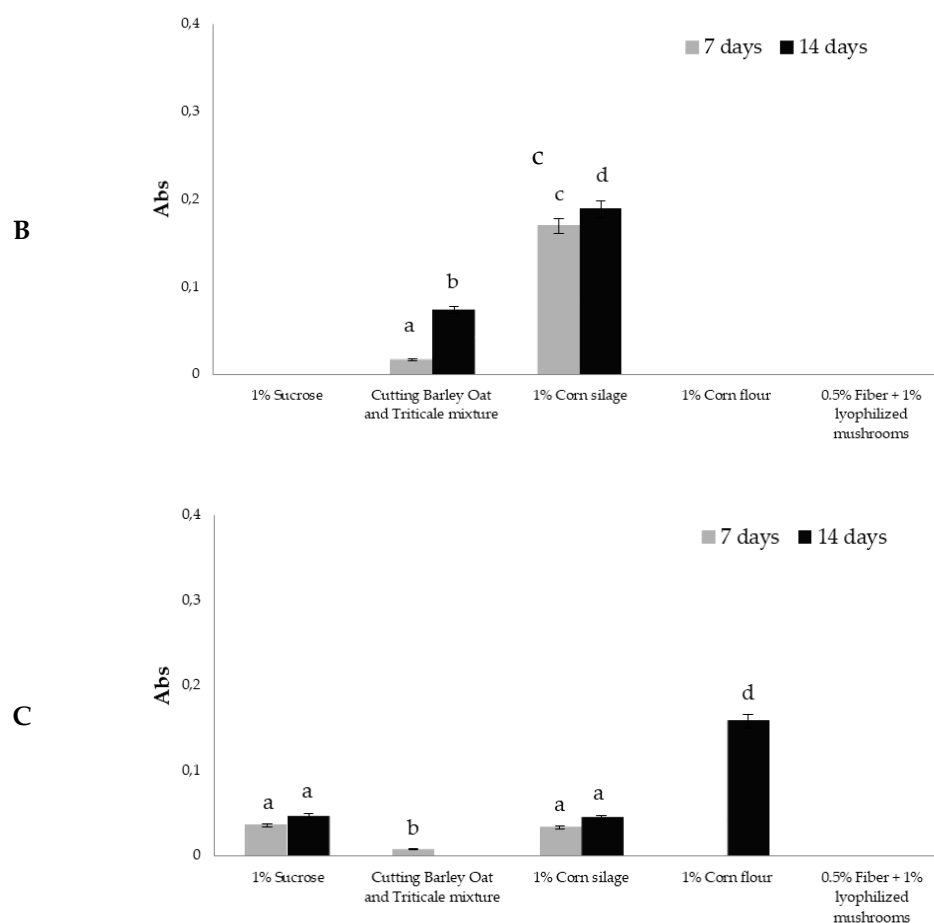 0,4
7 days 14 days
0,3
c
0,2
c d
Abs
B
0,1
b
a
0
1% Sucrose Cutting Barley Oat 1% Corn silage 1% Corn flour 0.5% Fiber + 1%
and Triticale mixture lyophilized
mushrooms
0,4
7 days 14 days
0,3
0,2
d
Abs
C
0,1
a a b a a
0
1% Sucrose Cutting Barley Oat 1% Corn silage 1% Corn flour 0.5% Fiber + 1%
and Triticale mixture lyophilized
mushrooms